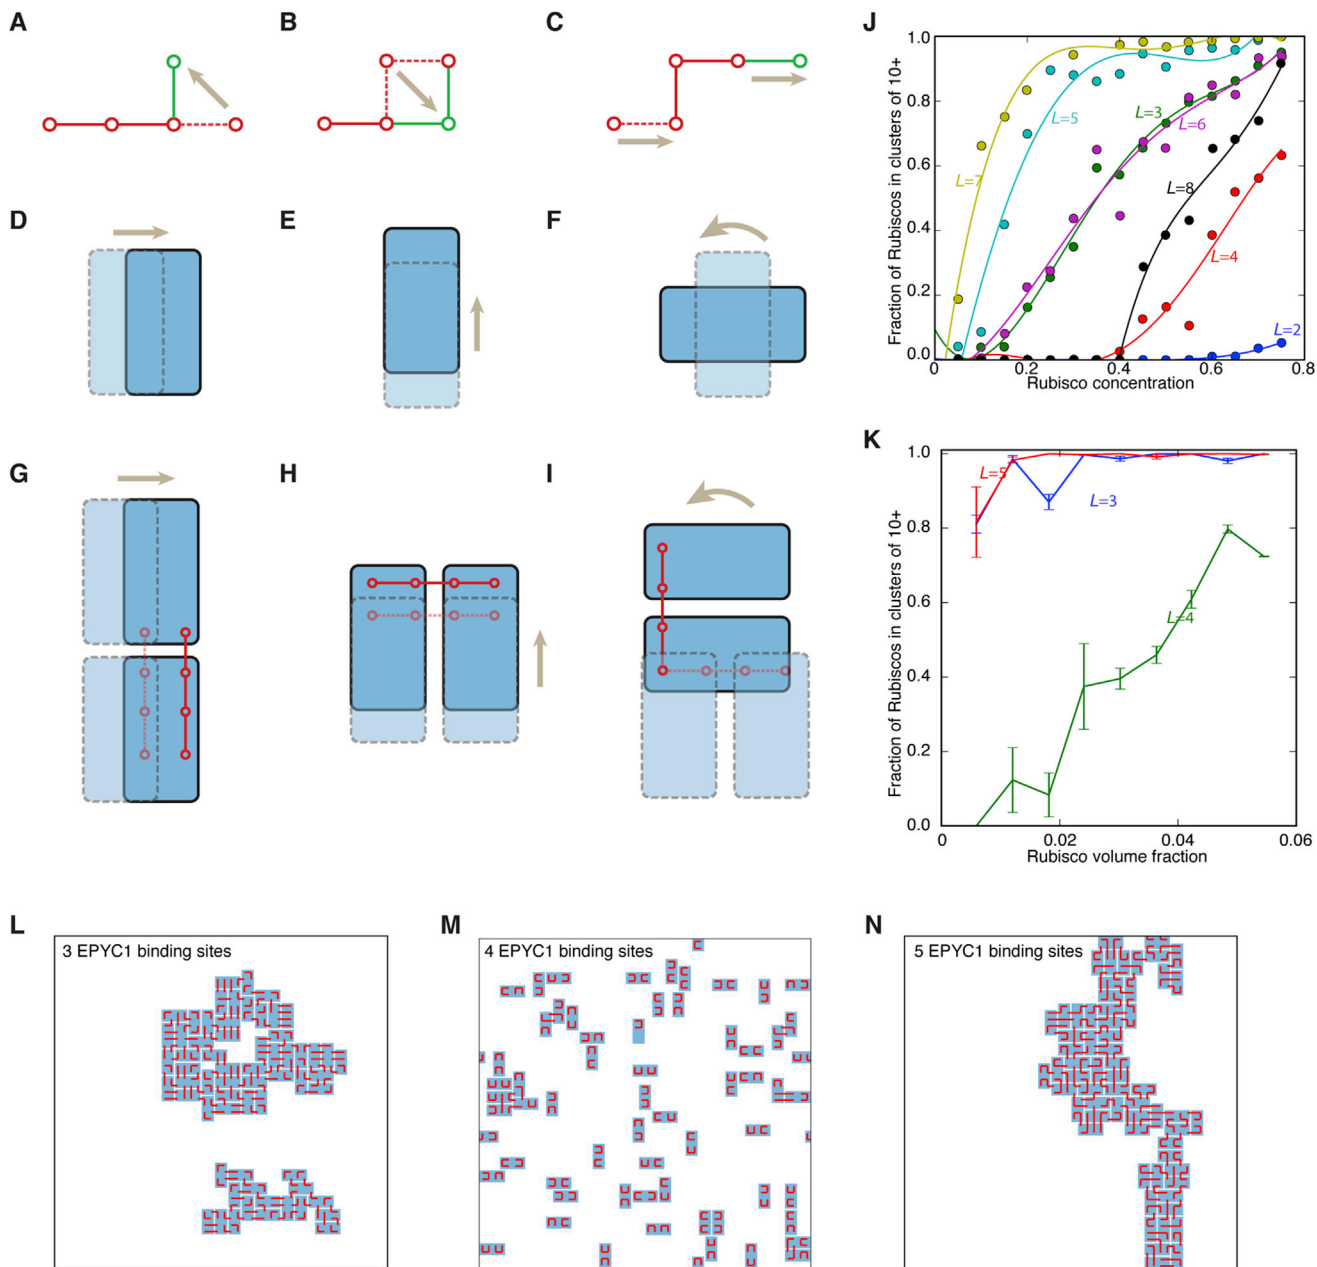 A
B
C
D
E
F
G
H
I
J
1.0
0.8
0.6
0.4
0.2
0.0
0
0.2
0.4
0.6
0.8
Fraction of Rubiscos in clusters of 10+
Rubisco concentration
L=7
L=5
L=3
L=6
L=8
L=4
L=2
K
1.0
0.8
0.6
0.4
0.2
0.0
0
0.02
0.04
0.06
Fraction of Rubiscos in clusters of 10+
Rubisco volume fraction
L=5
L=3
L=4
L
3 EPYC1 binding sites
M
4 EPYC1 binding sites
N
5 EPYC1 binding sites